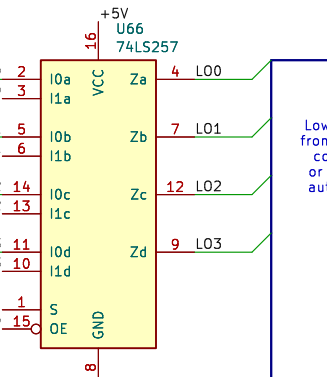 +5V
U66
74LS257
16
VCC
2 I0a Za 4 LO0
3 I1a
5 I0b Zb 7 LO1
6 I1b
14 I0c Zc 12 LO2
13 I1c
11 I0d Zd 9 LO3
10 I1d
1 S
15 OE
GND
8
Low
from
co
or
aut